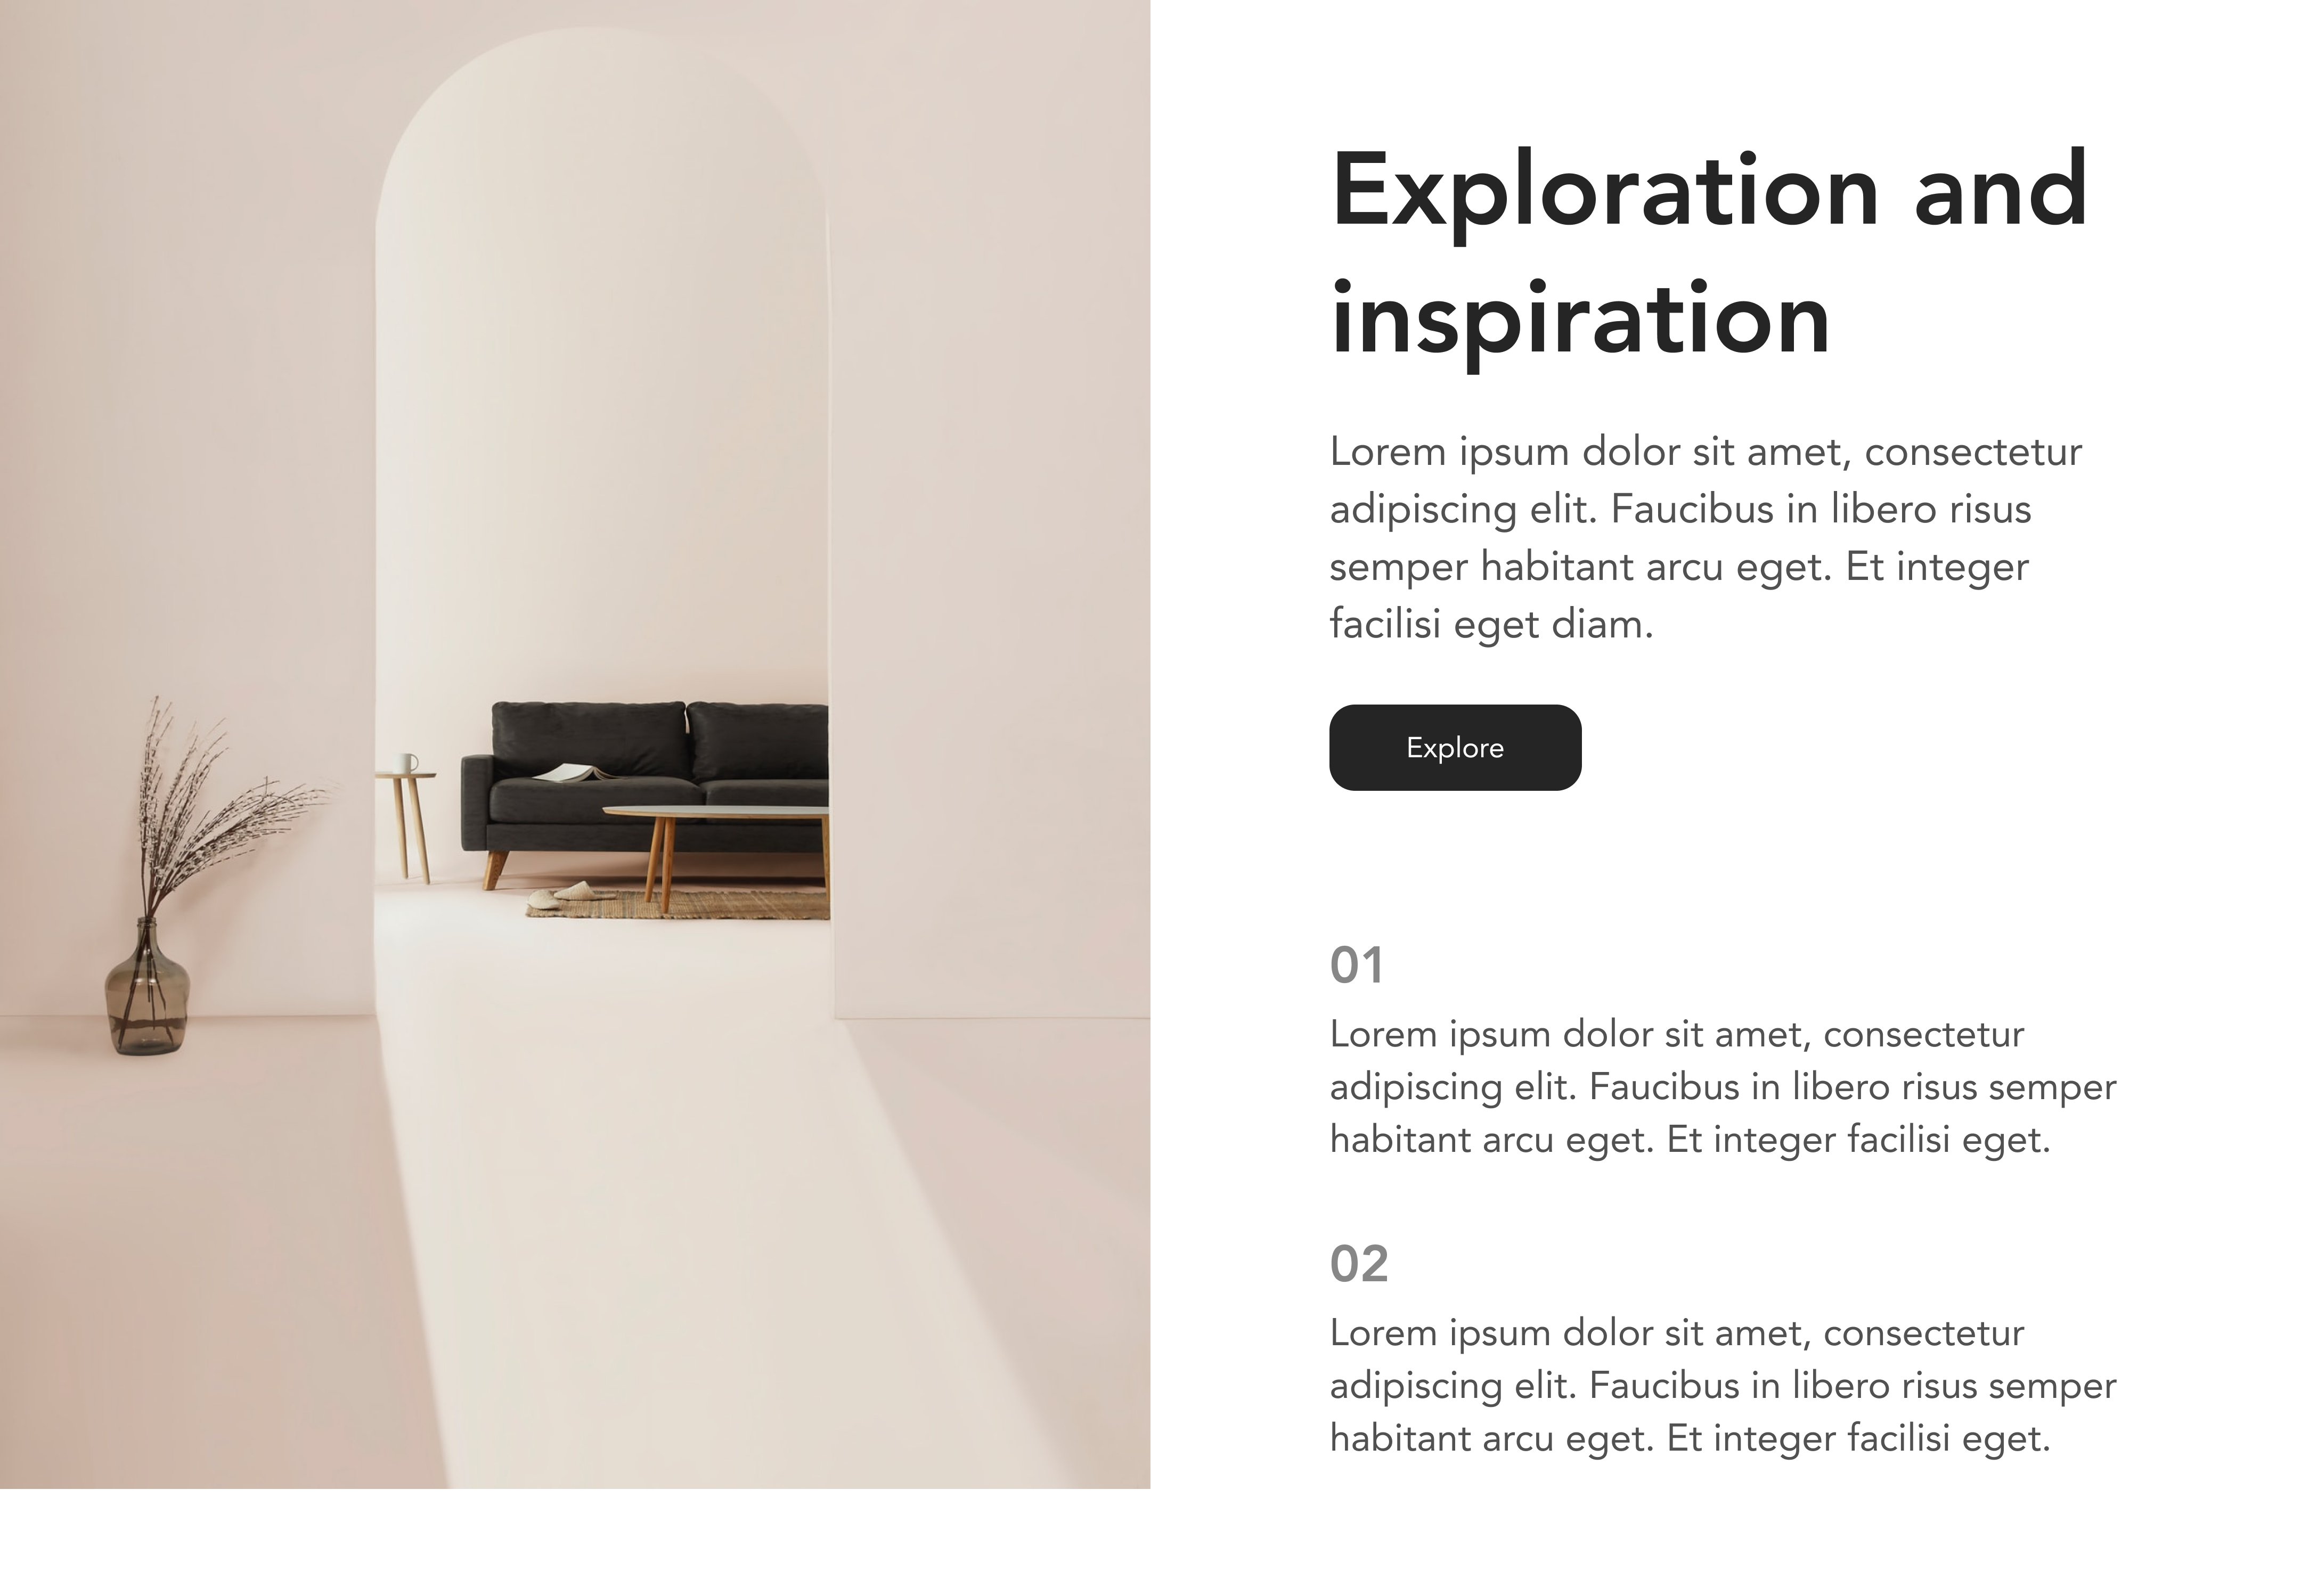 Exploration and
inspiration
Lorem ipsum dolor sit amet, consectetur
adipiscing elit. Faucibus in libero risus
semper habitant arcu eget. Et integer
facilisi eget diam.
Explore
01
Lorem ipsum dolor sit amet, consectetur
adipiscing elit. Faucibus in libero risus semper
habitant arcu eget. Et integer facilisi eget.
02
Lorem ipsum dolor sit amet, consectetur
adipiscing elit. Faucibus in libero risus semper
habitant arcu eget. Et integer facilisi eget.